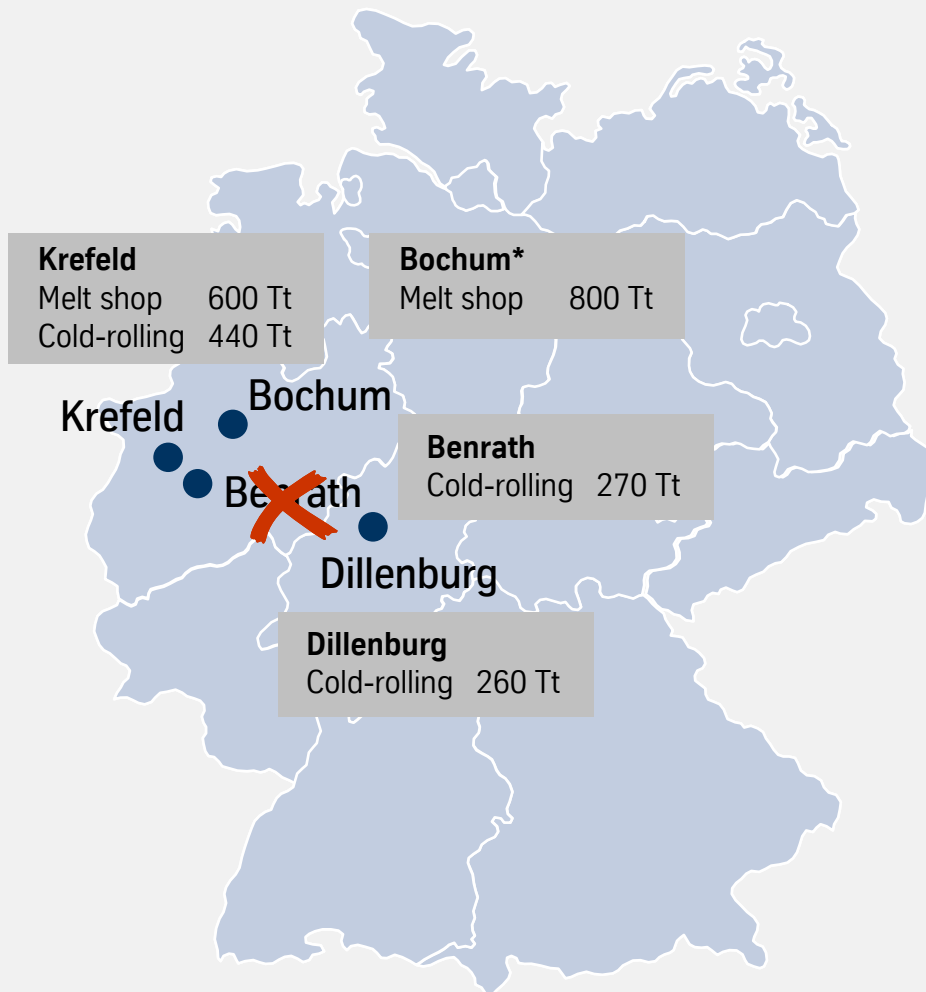 Krefeld
Melt shop 600 Tt
Cold-rolling 440 Tt
Bochum*
Melt shop 800 Tt
Bochum
Krefeld
Benrath
Cold-rolling 270 Tt
Benrath
Dillenburg
Dillenburg
Cold-rolling 260 Tt